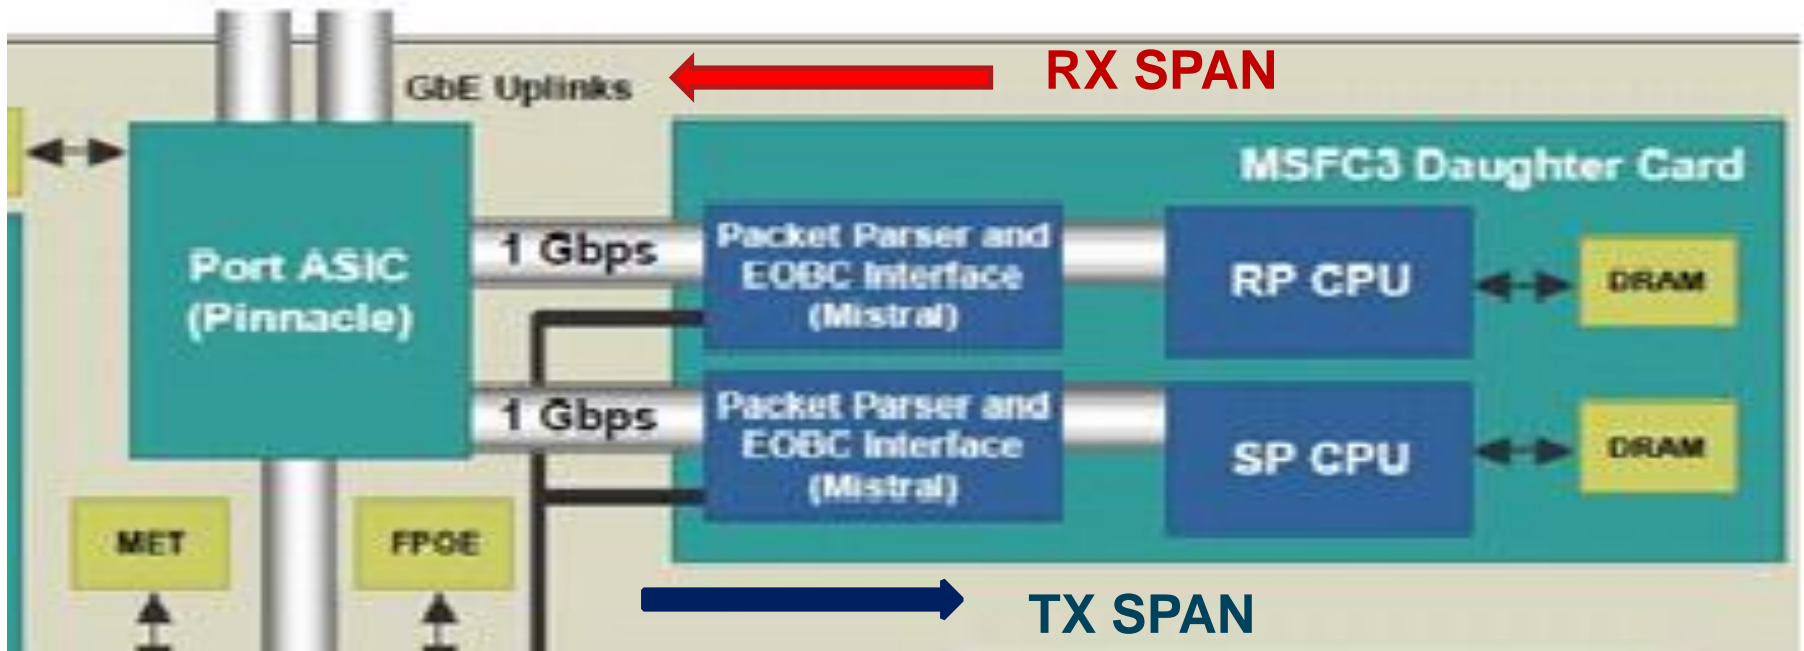 RX SPAN
GbE Uplinks
MSFC3 Daughter Card
Port ASIC
(Pinnacle)
1 Gbps
Packet Parser and
EOBC Interface
(Mistral)
RP CPU
DRAM
1 Gbps
Packet Parser and
EOBC Interface
(Mistral)
SP CPU
DRAM
MET
FPOE
TX SPAN